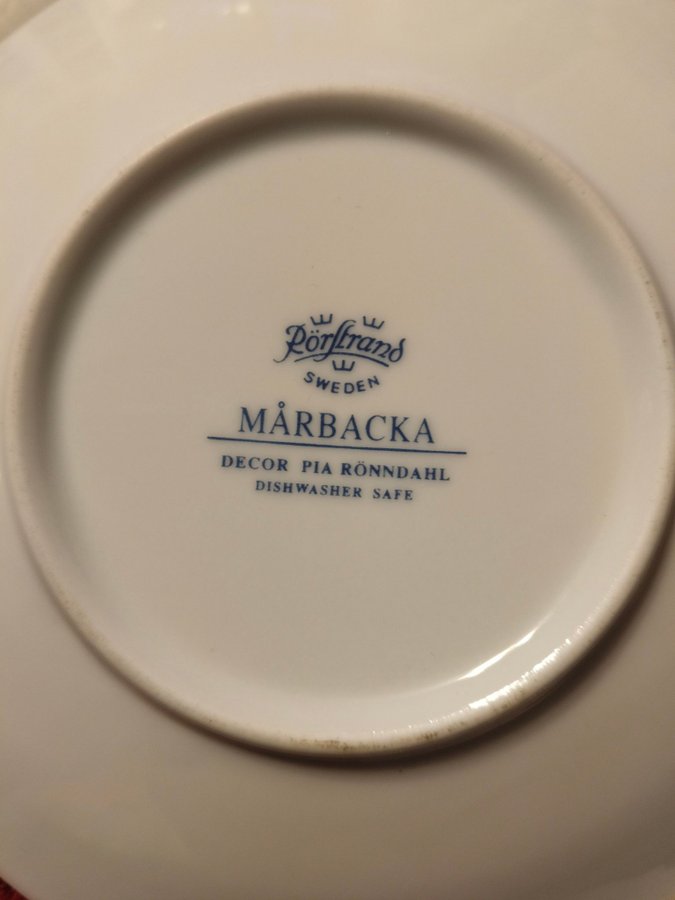 Rörstrand
SWEDEN
MÅRBACKA
DECOR PIA RÖNNDAHL
DISHWASHER SAFE